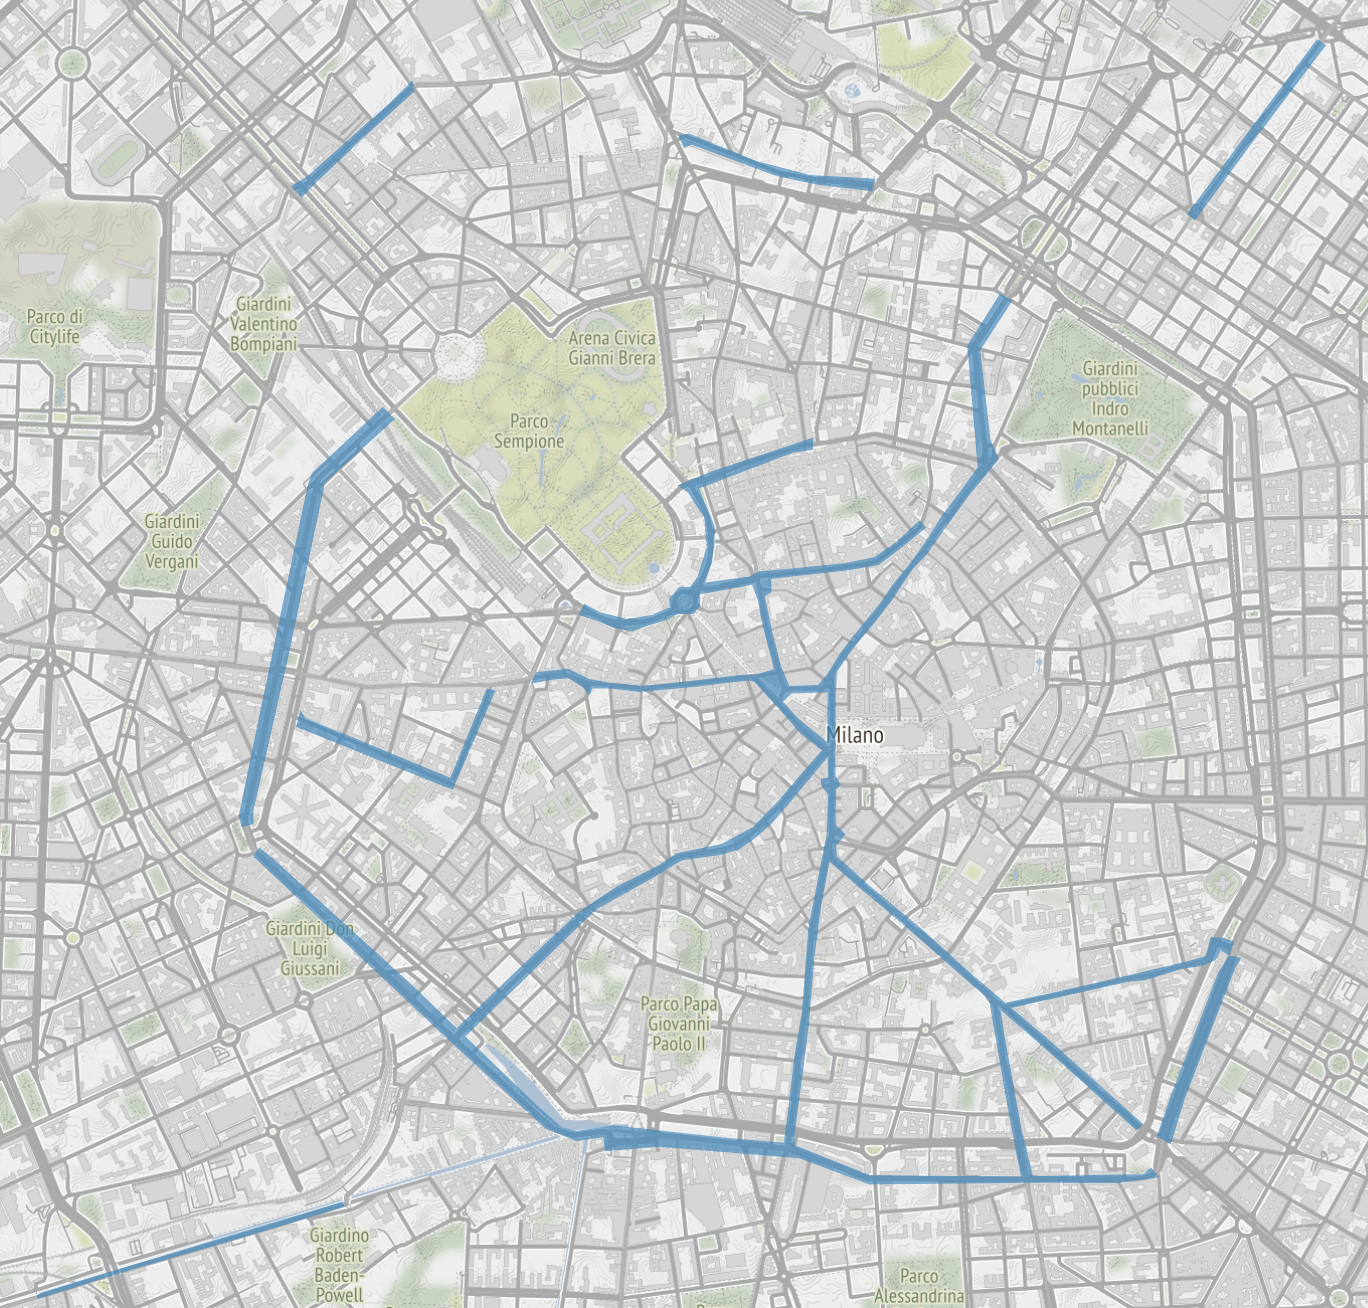 Parco di
Citylife
Giardini
Valentino
Bompiani
Arena Civica
Gianni Brera
Giardini
pubblici
Indro
Montanelli
Parco
Sempione
Giardini
Guido
Vergani
Milano
Giardini Don
Luigi
Giussani
Parco Papa
Giovanni
Paolo II
Giardino
Robert
Baden-
Powell
Parco
Alessandrina